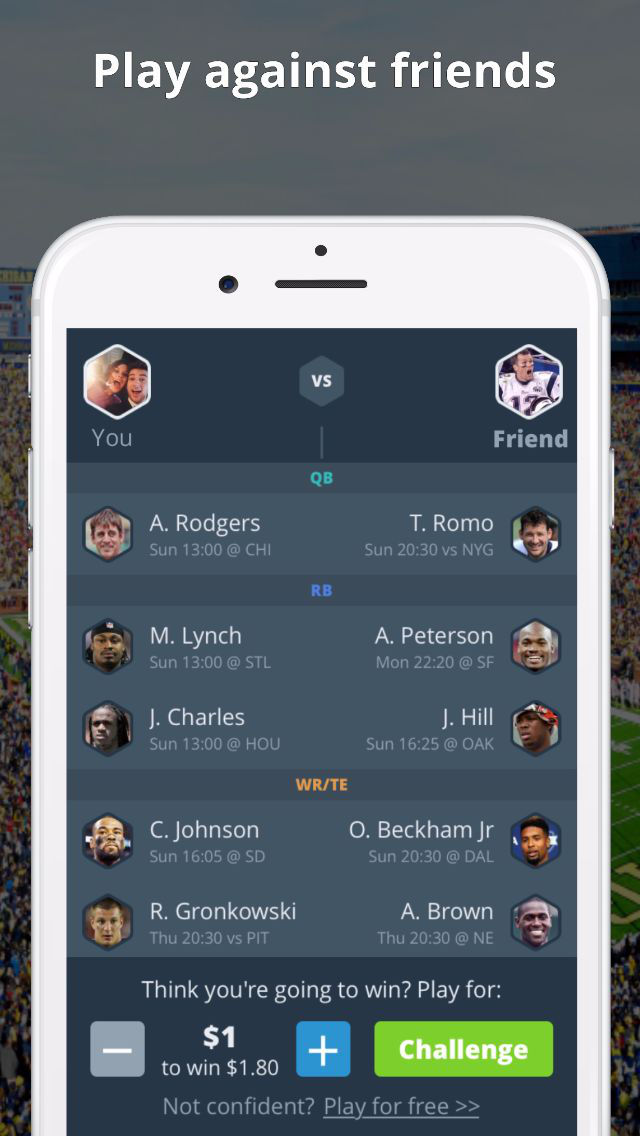 Play against friends
VS
You
Friend
QB
A. Rodgers
T. Romo
Sun 13:00 @ CHI
Sun 20:30 vs NYG
RB
M. Lynch
A. Peterson
Sun 13:00 @ STL
Mon 22:20 @ SF
J. Charles
J. Hill
Sun 13:00 @ HOU
Sun 16:25 @ OAK
WR/TE
C. Johnson
O. Beckham Jr
Sun 16:05 @ SD
Sun 20:30 @ DAL
R. Gronkowski
A. Brown
Thu 20:30 vs PIT
Thu 20:30 @ NE
Think you're going to win? Play for:
$1
to win $1.80
Challenge
Not confident? Play for free >>